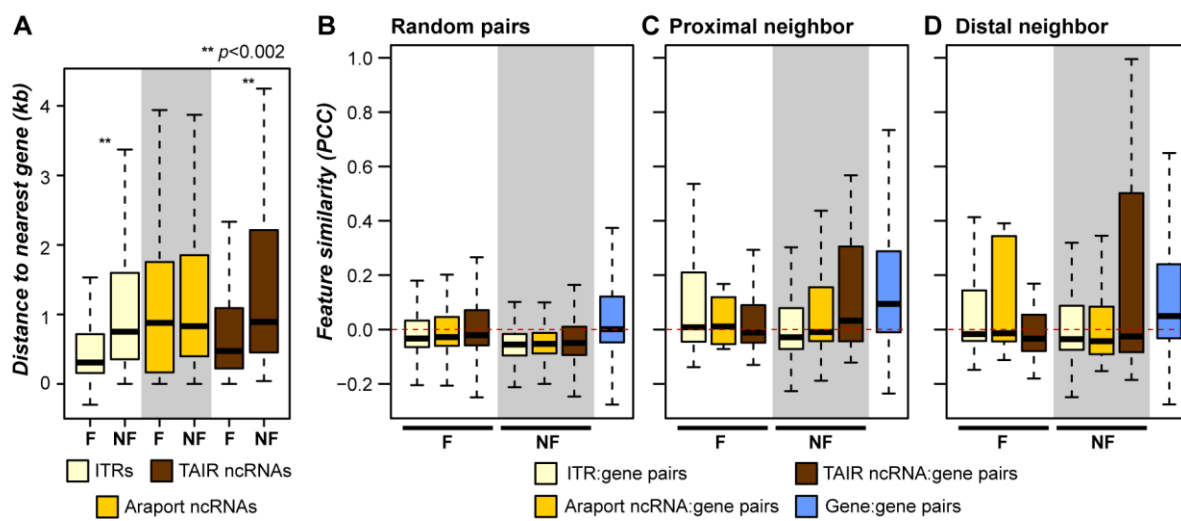 A
** p<0.002
**
**
Distance to nearest gene (kb)
4
3
2
1
0
F NF F NF F NF
ITRs TAIR ncRNAs
Araport ncRNAs
B Random pairs
C Proximal neighbor
D Distal neighbor
Feature similarity (PCC)
1.0
0.8
0.6
0.4
0.2
0.0
−0.2
F NF F NF F NF
ITR:gene pairs TAIR ncRNA:gene pairs
Araport ncRNA:gene pairs Gene:gene pairs